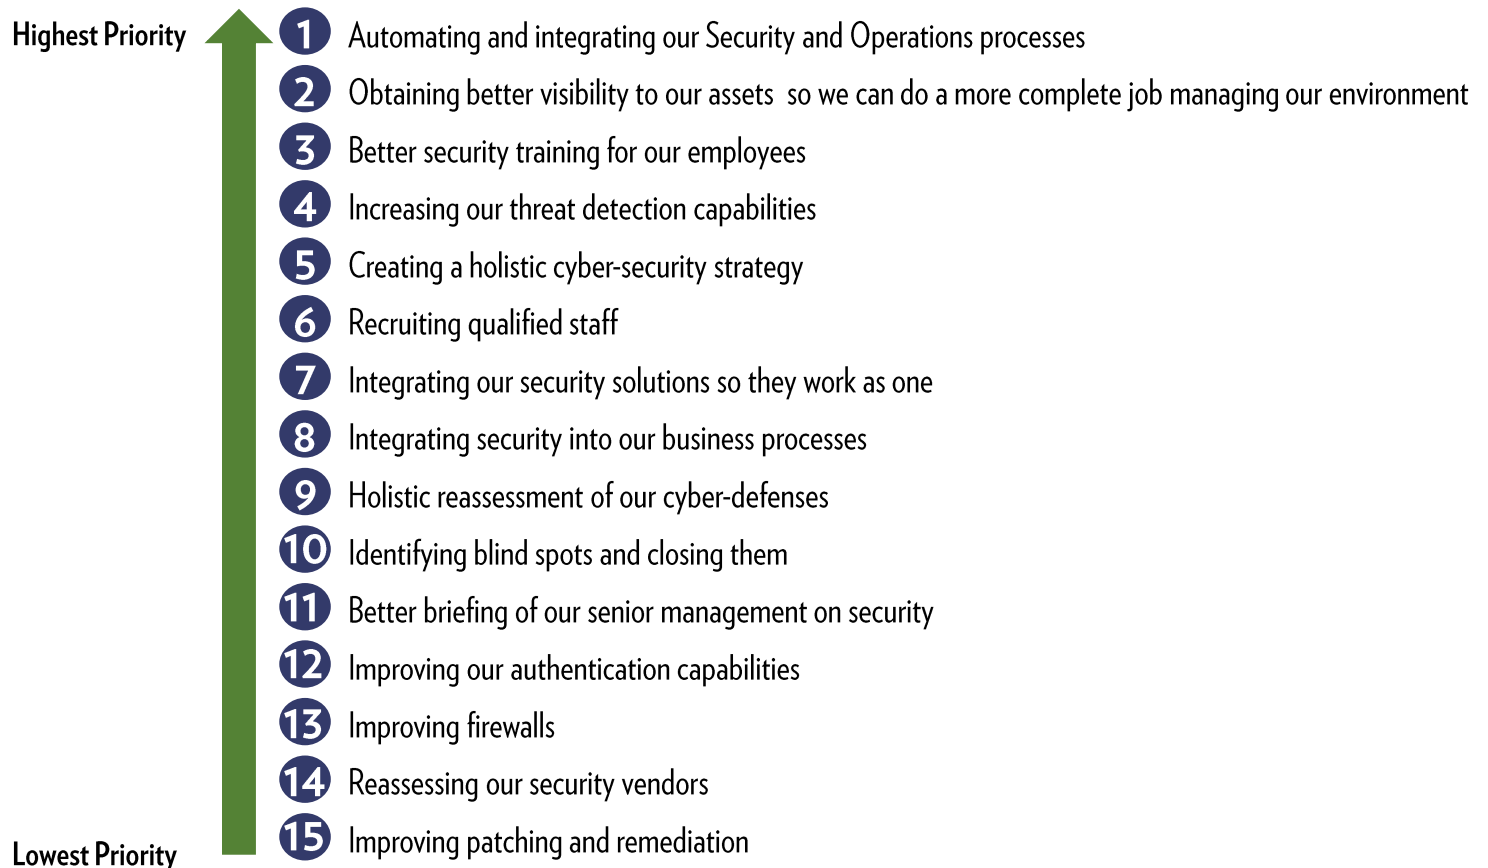 Highest Priority
1 Automating and integrating our Security and Operations processes
2 Obtaining better visibility to our assets so we can do a more complete job managing our environment
3 Better security training for our employees
4 Increasing our threat detection capabilities
5 Creating a holistic cyber-security strategy
6 Recruiting qualified staff
7 Integrating our security solutions so they work as one
8 Integrating security into our business processes
9 Holistic reassessment of our cyber-defenses
10 Identifying blind spots and closing them
11 Better briefing of our senior management on security
12 Improving our authentication capabilities
13 Improving firewalls
14 Reassessing our security vendors
15 Improving patching and remediation
Lowest Priority